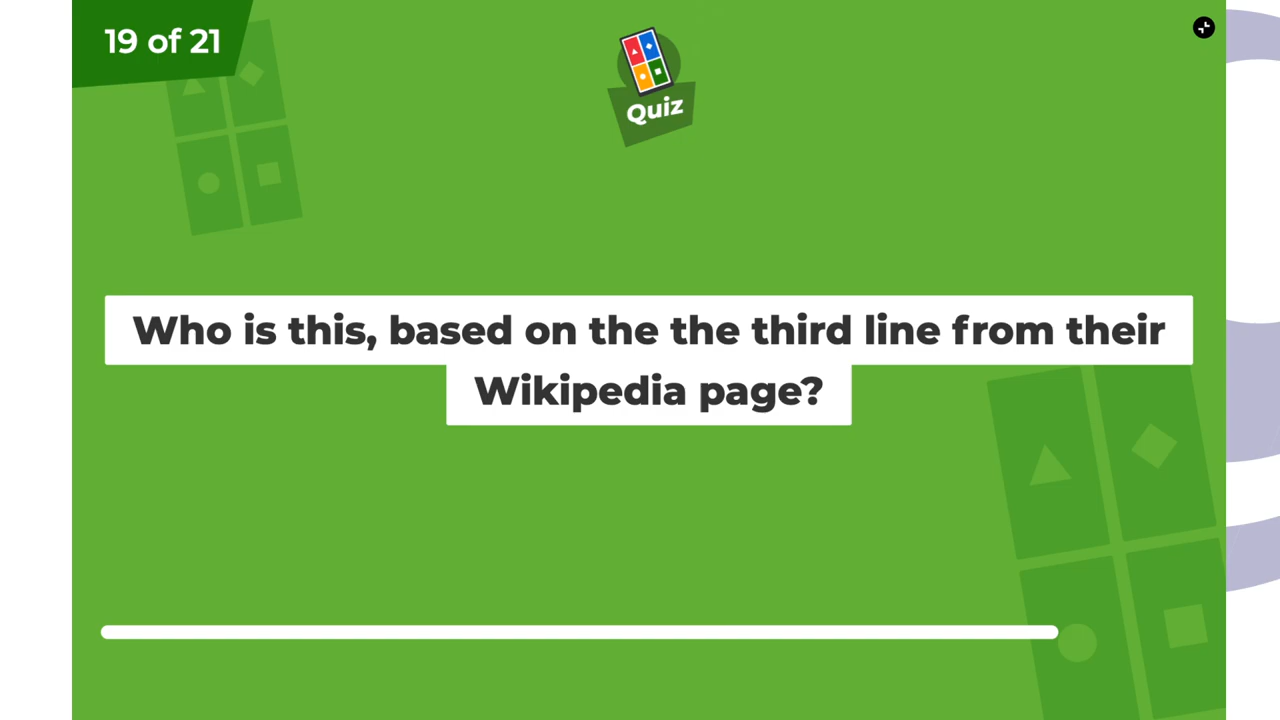 19 of 21
Quiz
Who is this, based on the the third line from their
Wikipedia page?